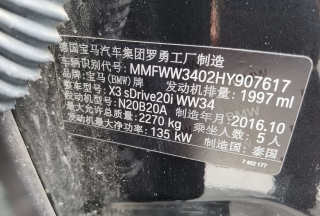 德国宝马汽车集团罗勇工厂制造
车辆识别代号: MMFWW3402HY907617
品牌: 宝马(BMW)牌 发动机排量: 1997 ml
整车型号: X3 sDrive20i WW34
发动机型号: N20B20A 制造年月: 2016.10
最大允许总质量: 2270 kg 乘坐人数: 5 人
发动机最大净功率: 135 kW 制造国: 泰国
7 452 177